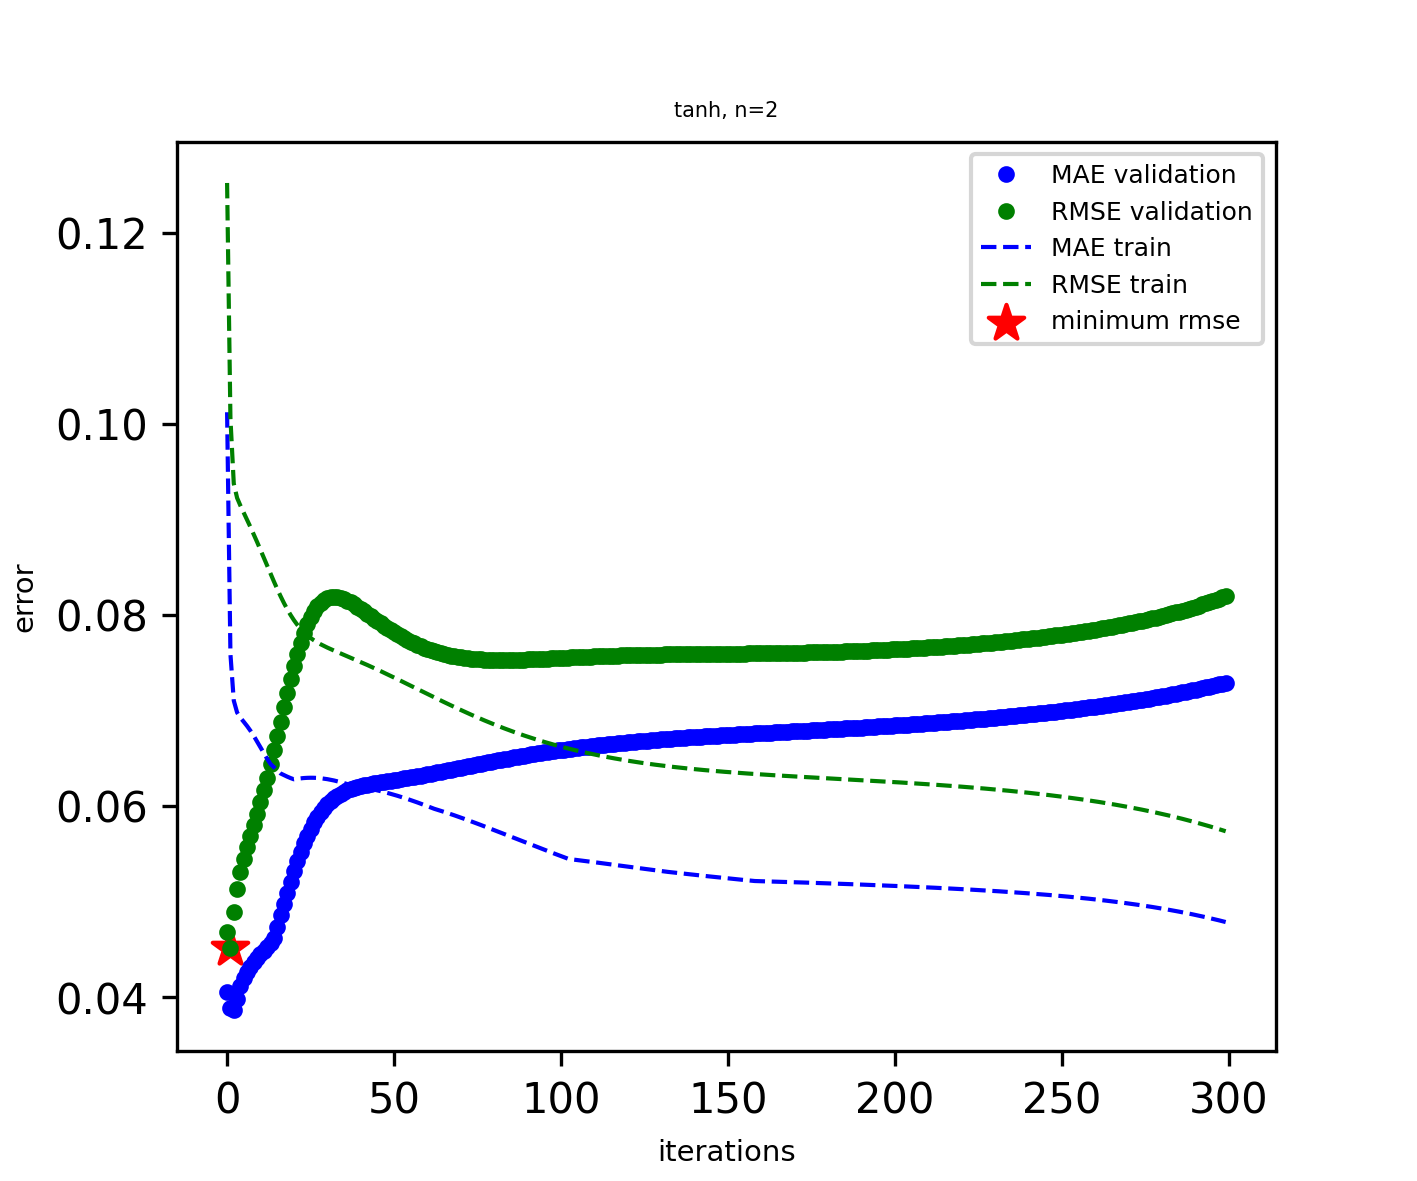 tanh, n=2
MAE validation
RMSE validation
MAE train
RMSE train
minimum rmse
error
0.12
0.10
0.08
0.06
0.04
0 50 100 150 200 250 300
iterations